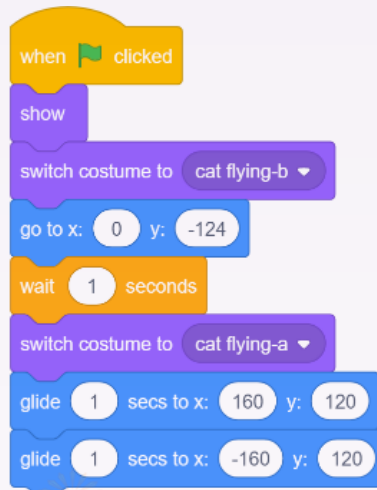 when clicked
show
switch costume to cat flying-b
go to x: 0 y: -124
wait 1 seconds
switch costume to cat flying-a
glide 1 secs to x: 160 y: 120
glide 1 secs to x: -160 y: 120